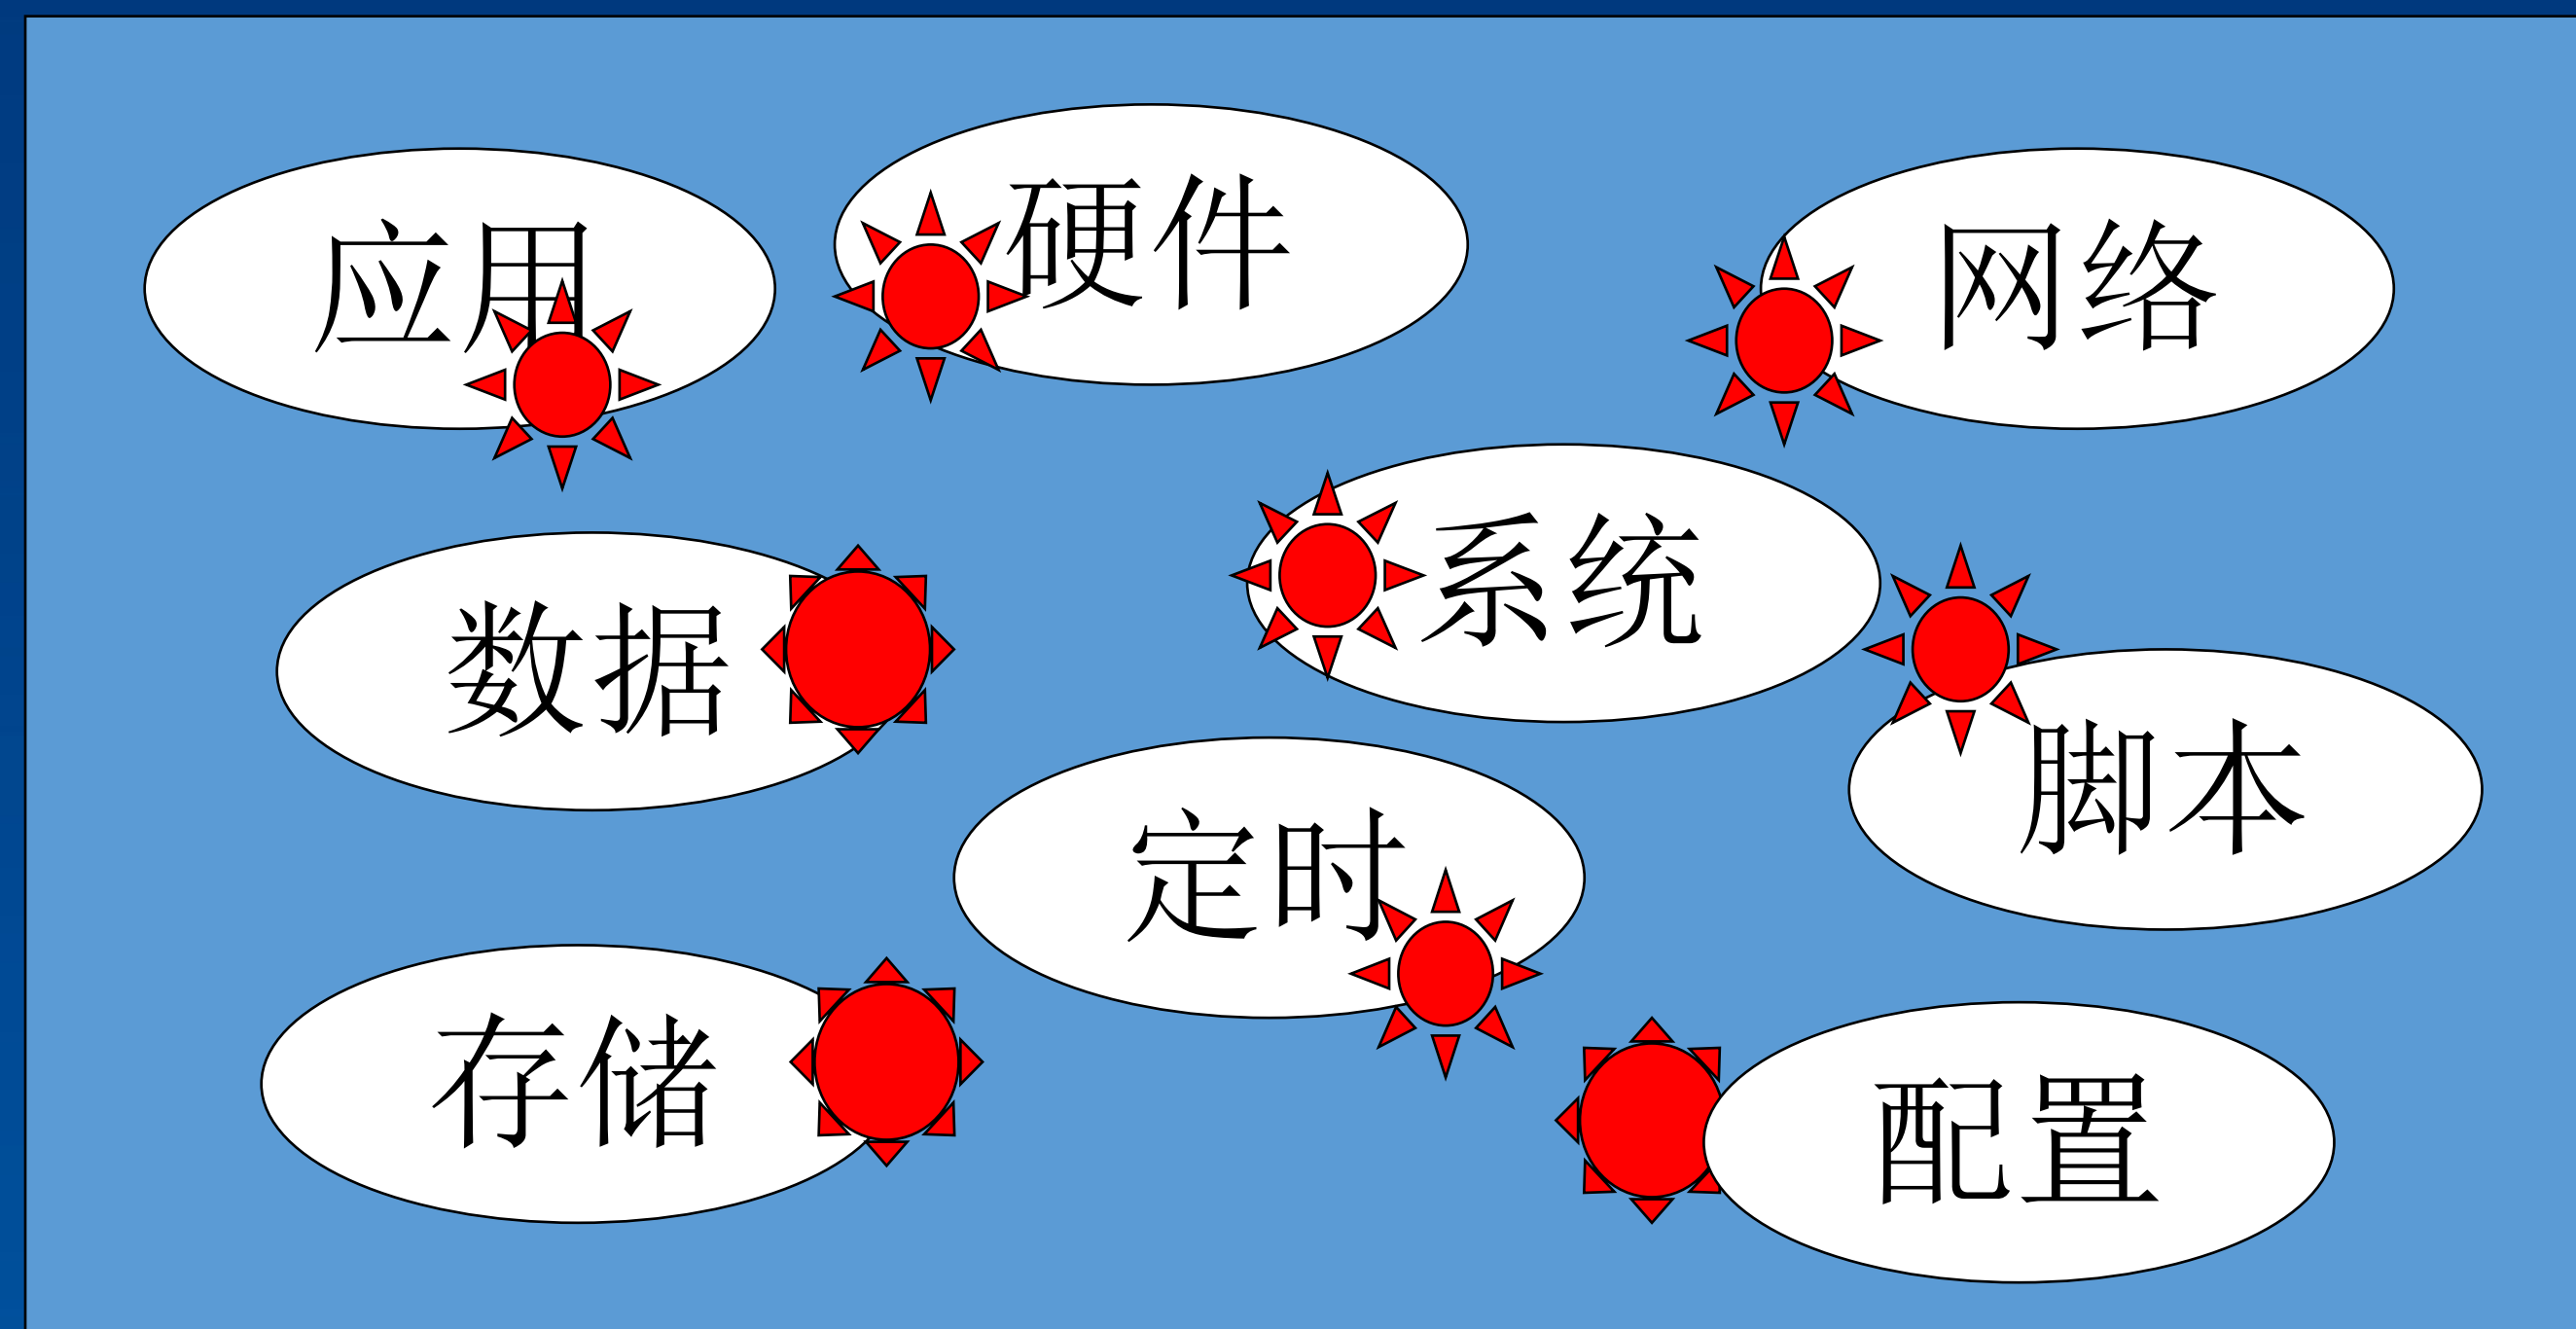 应用
硬件
网络
系统
数据
脚本
定时
存储
配置